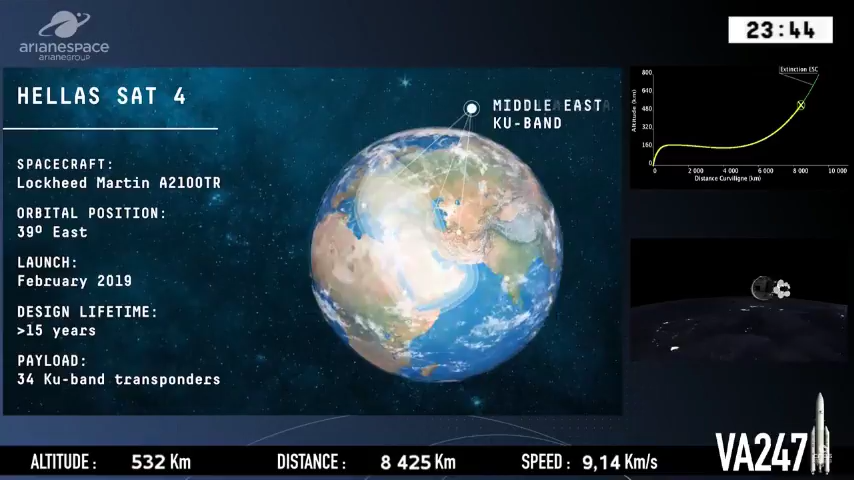 arianespace
arianeGROUP
23:44
HELLAS SAT 4
SPACECRAFT:
Lockheed Martin A2100TR
ORBITAL POSITION:
39º East
LAUNCH:
February 2019
DESIGN LIFETIME:
>15 years
PAYLOAD:
34 Ku-band transponders
MIDDLE EAST
KU-BAND
Extinction ESC
Altitude (km)
800
640
480
320
160
0
0 2 000 4 000 6 000 8 000 10 000
Distance Curviligne (km)
ALTITUDE : 532 Km
DISTANCE : 8 425 Km
SPEED : 9,14 Km/s
VA247